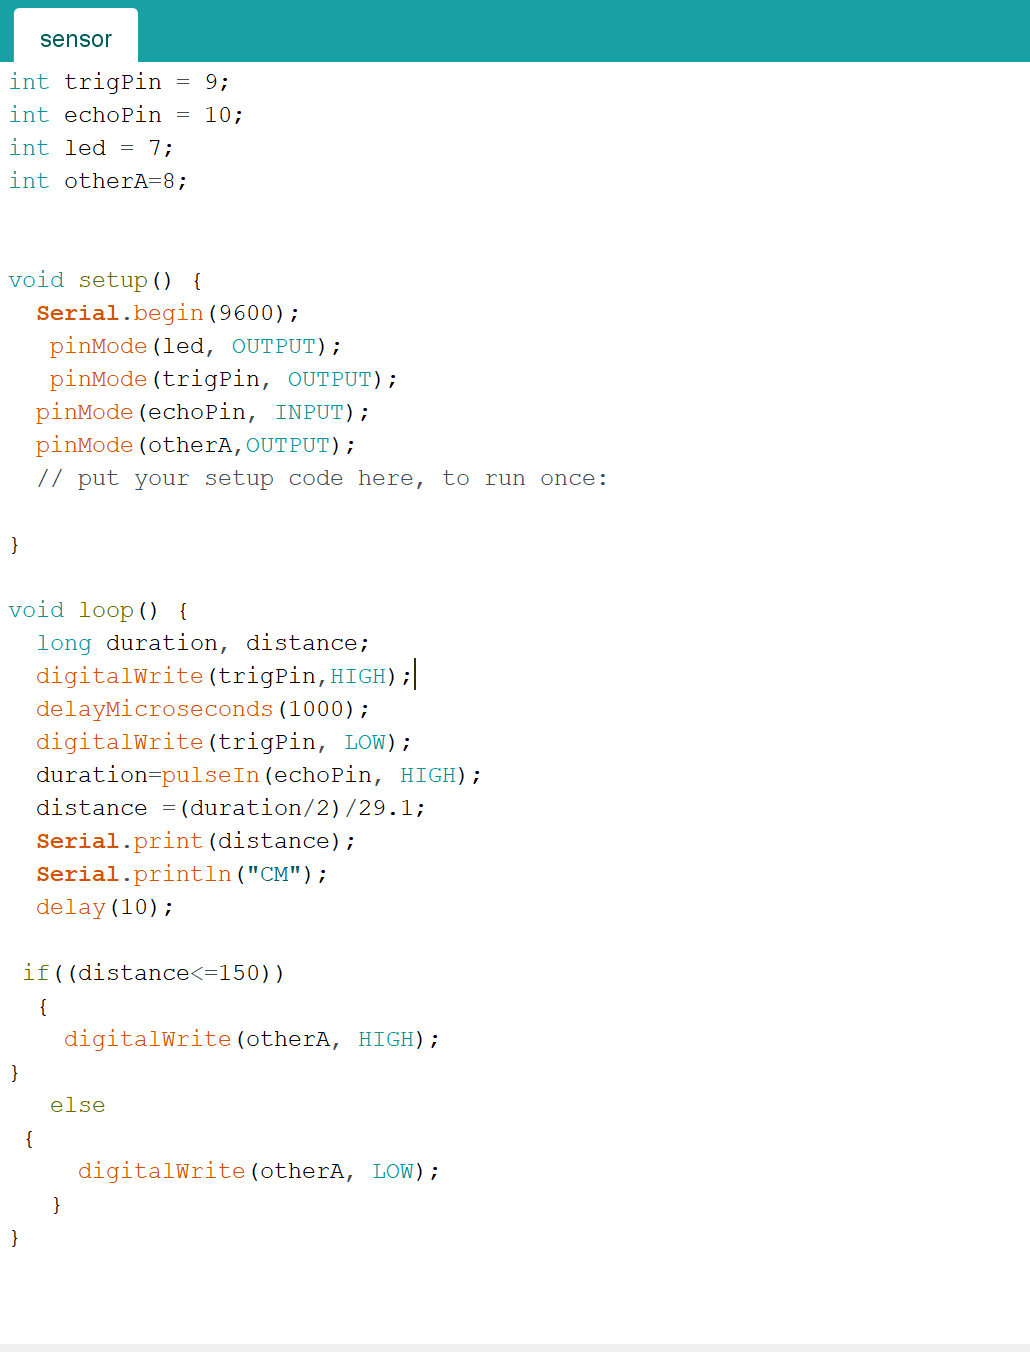 sensor
int trigPin = 9;
int echoPin = 10;
int led = 7;
int otherA=8;
void setup() {
Serial.begin(9600);
pinMode(led, OUTPUT);
pinMode(trigPin, OUTPUT);
pinMode(echoPin, INPUT);
pinMode(otherA,OUTPUT);
// put your setup code here, to run once:
}
void loop() {
long duration, distance;
digitalWrite(trigPin,HIGH);
delayMicroseconds(1000);
digitalWrite(trigPin, LOW);
duration=pulseIn(echoPin, HIGH);
distance =(duration/2)/29.1;
Serial.print(distance);
Serial.println("CM");
delay(10);
if((distance<=150))
{
digitalWrite(otherA, HIGH);
}
else
{
digitalWrite(otherA, LOW);
}
}